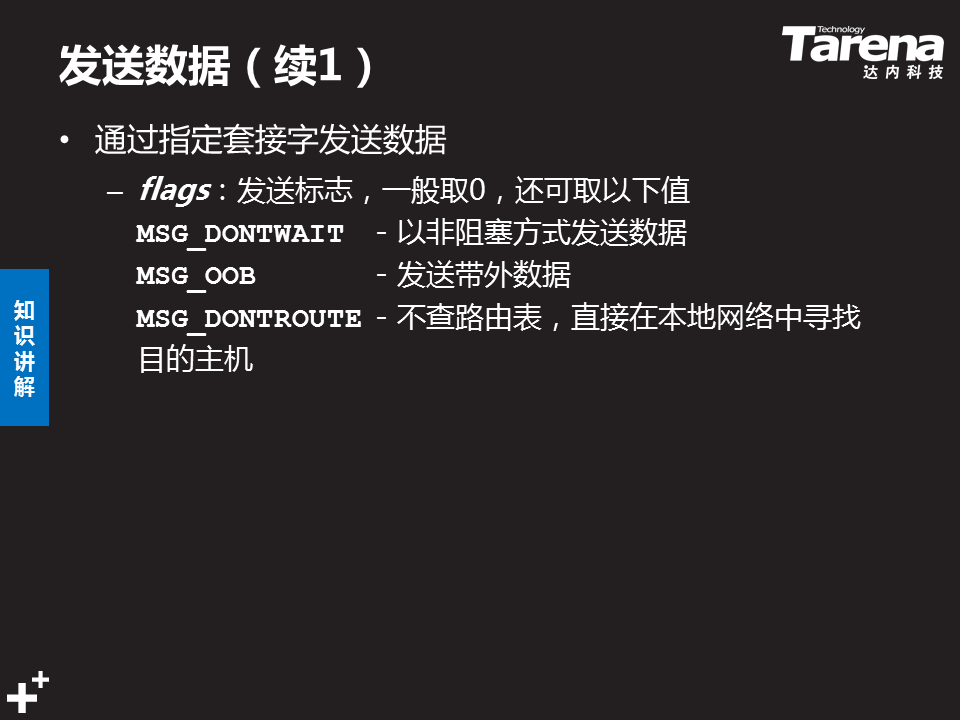 发送数据（续1）
Technology
Tarena
达内科技
• 通过指定套接字发送数据
– flags：发送标志，一般取0，还可取以下值
MSG_DONTWAIT - 以非阻塞方式发送数据
MSG_OOB - 发送带外数据
MSG_DONTROUTE - 不查路由表，直接在本地网络中寻找
目的主机
知
识
讲
解